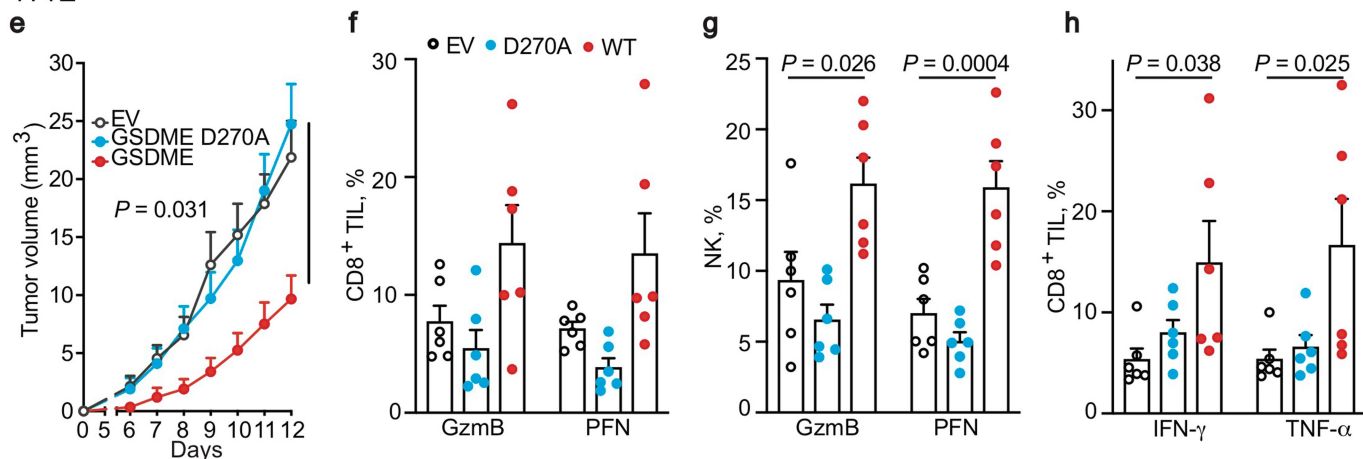 e
Tumor volume (mm3)
30
25
20
15
10
5
0
EV
GSDME D270A
GSDME
P = 0.031
0 5 6 7 8 9 10 11 12
Days
f
EV D270A WT
CD8+ TIL, %
30
20
10
0
GzmB PFN
g
NK, %
25
20
15
10
5
0
P = 0.026 P = 0.0004
GzmB PFN
h
CD8+ TIL, %
30
20
10
0
P = 0.038 P = 0.025
IFN-γ TNF-α